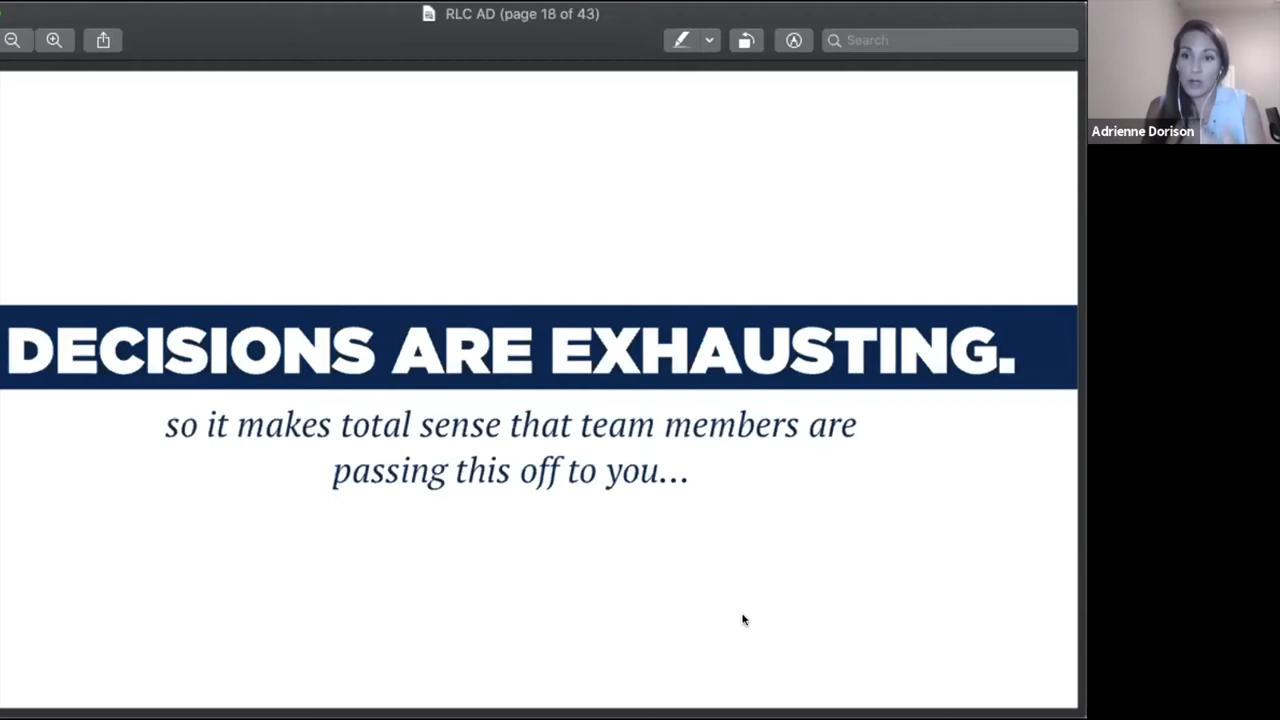 RLC AD (page 18 of 43)
Search
Adrienne Dorison
DECISIONS ARE EXHAUSTING.
so it makes total sense that team members are
passing this off to you...